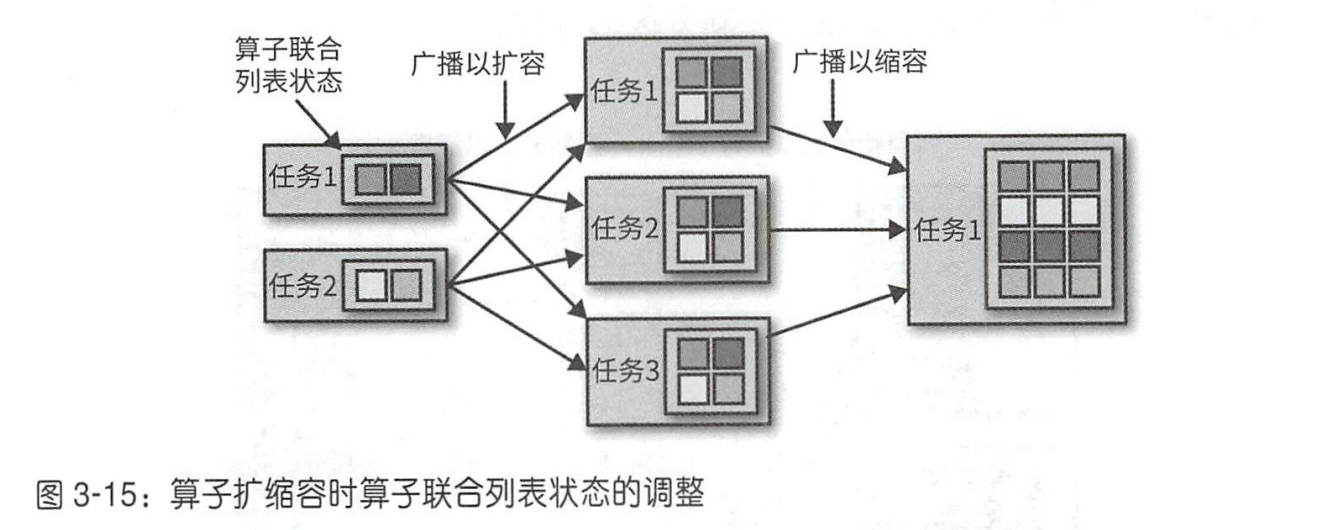 算子联合
列表状态
广播以扩容
广播以缩容
任务1
任务2
任务1
任务2
任务3
任务1
图 3-15：算子扩缩容时算子联合列表状态的调整